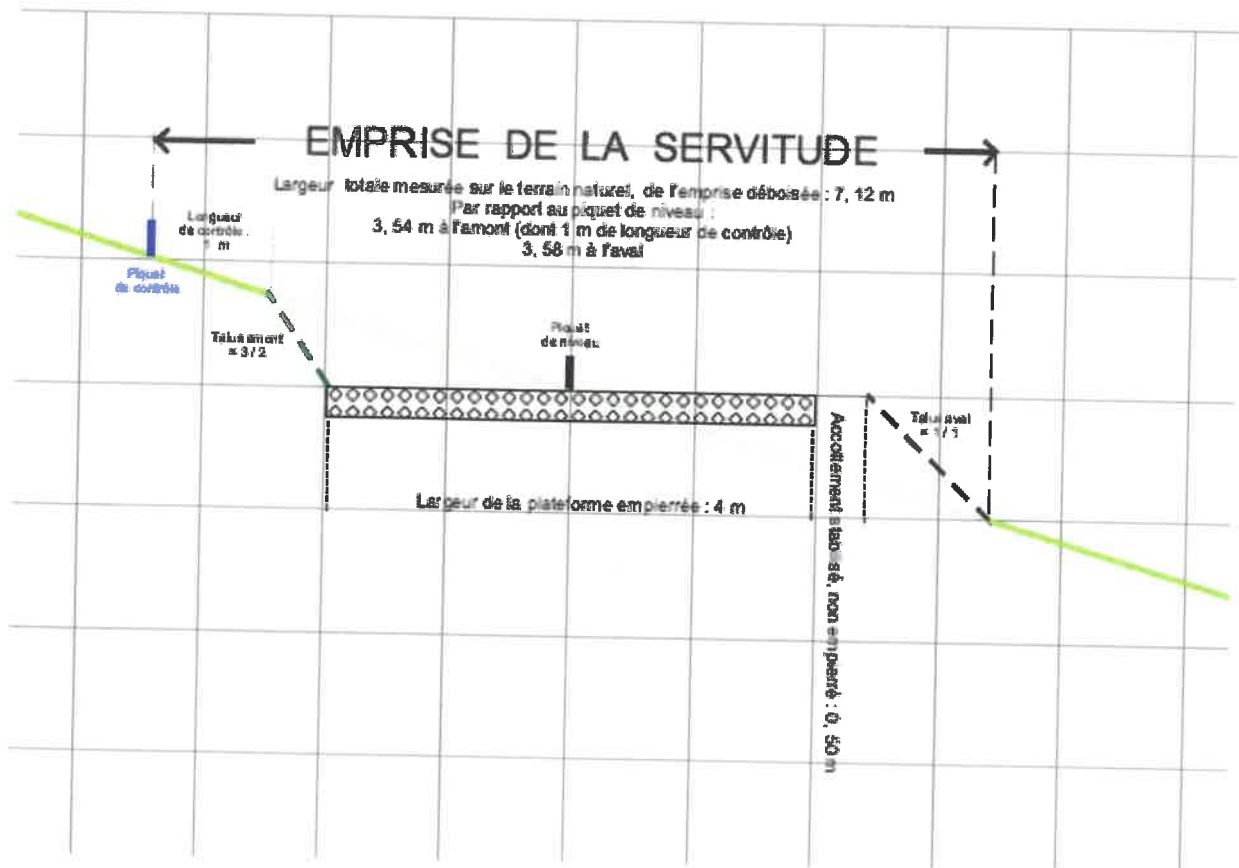 EMPRISE DE LA SERVITUDE
Largeur totale mesurée sur le terrain naturel, de l'emprise déboisée : 7, 12 m
Par rapport au piquet de niveau :
3, 54 m à l'amont (dont 1 m de longueur de contrôle)
3, 58 m à l'aval
Longueur
de contrôle :
1 m
Piquet
de contrôle
Talus amont
= 3 / 2
Piquet
de niveau
Talus aval
= 1 / 1
Largeur de la plateforme empierrée : 4 m
Accottement stabilisé, non empierré : 0, 50 m